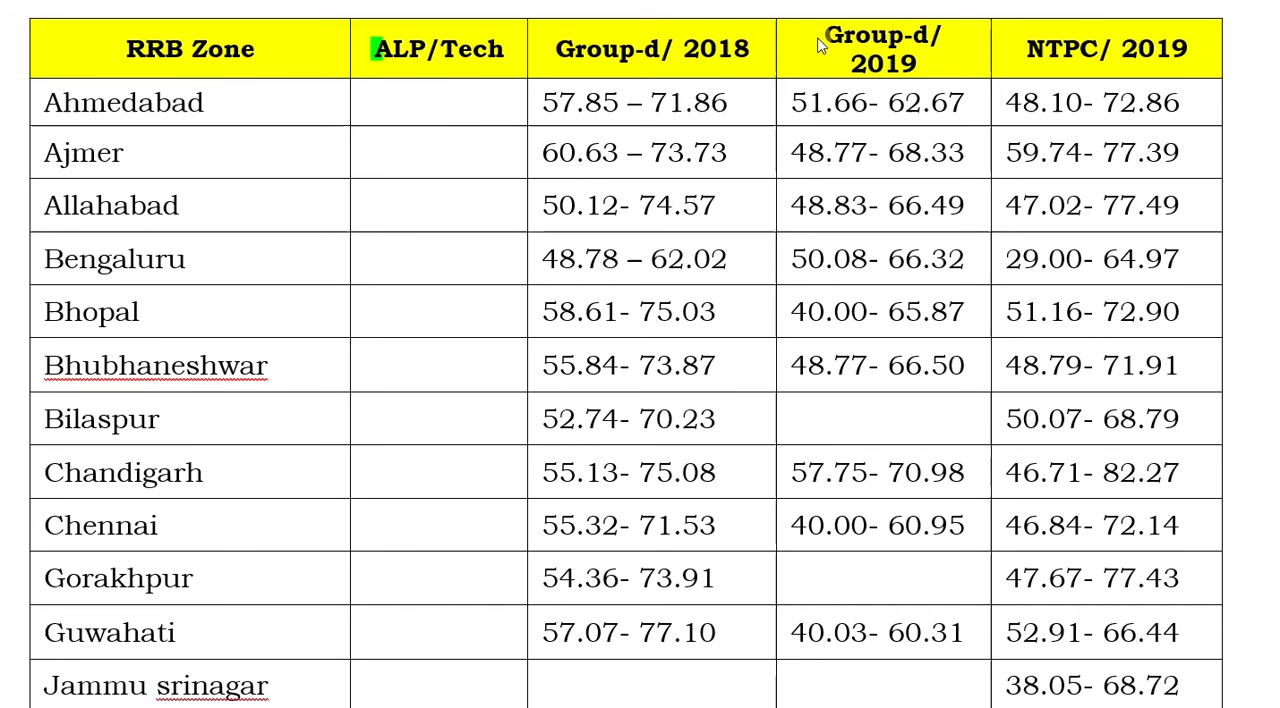 RRB Zone ALP/Tech Group-d/ 2018 Group-d/ 2019 NTPC/ 2019
Ahmedabad 57.85 – 71.86 51.66- 62.67 48.10- 72.86
Ajmer 60.63 – 73.73 48.77- 68.33 59.74- 77.39
Allahabad 50.12- 74.57 48.83- 66.49 47.02- 77.49
Bengaluru 48.78 – 62.02 50.08- 66.32 29.00- 64.97
Bhopal 58.61- 75.03 40.00- 65.87 51.16- 72.90
Bhubhaneshwar 55.84- 73.87 48.77- 66.50 48.79- 71.91
Bilaspur 52.74- 70.23 50.07- 68.79
Chandigarh 55.13- 75.08 57.75- 70.98 46.71- 82.27
Chennai 55.32- 71.53 40.00- 60.95 46.84- 72.14
Gorakhpur 54.36- 73.91 47.67- 77.43
Guwahati 57.07- 77.10 40.03- 60.31 52.91- 66.44
Jammu srinagar 38.05- 68.72